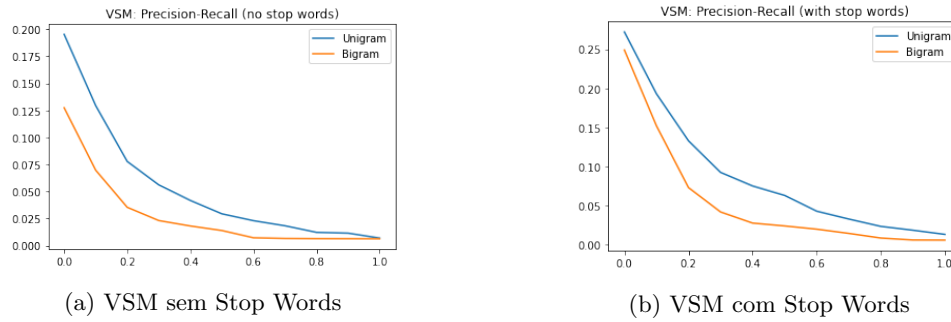 VSM: Precision-Recall (no stop words)
0.200
0.175
0.150
0.125
0.100
0.075
0.050
0.025
0.000
Unigram
Bigram
0.0 0.2 0.4 0.6 0.8 1.0
(a) VSM sem Stop Words
VSM: Precision-Recall (with stop words)
0.25
0.20
0.15
0.10
0.05
0.00
Unigram
Bigram
0.0 0.2 0.4 0.6 0.8 1.0
(b) VSM com Stop Words